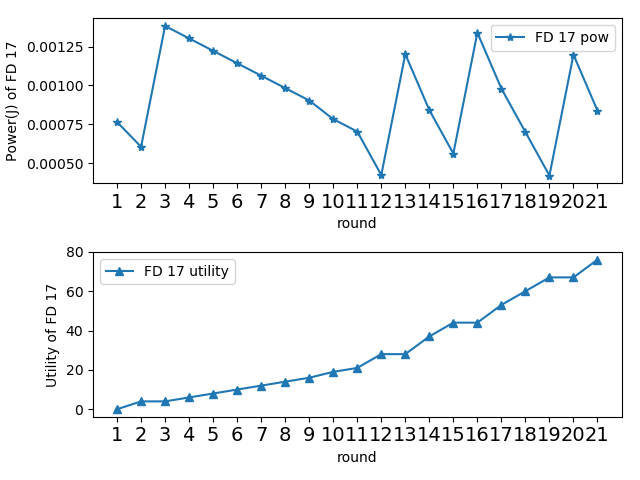 FD 17 pow
Power(J) of FD 17
0.00125
0.00100
0.00075
0.00050
1 2 3 4 5 6 7 8 9 10 11 12 13 14 15 16 17 18 19 20 21
round
FD 17 utility
Utility of FD 17
80
60
40
20
0
1 2 3 4 5 6 7 8 9 10 11 12 13 14 15 16 17 18 19 20 21
round